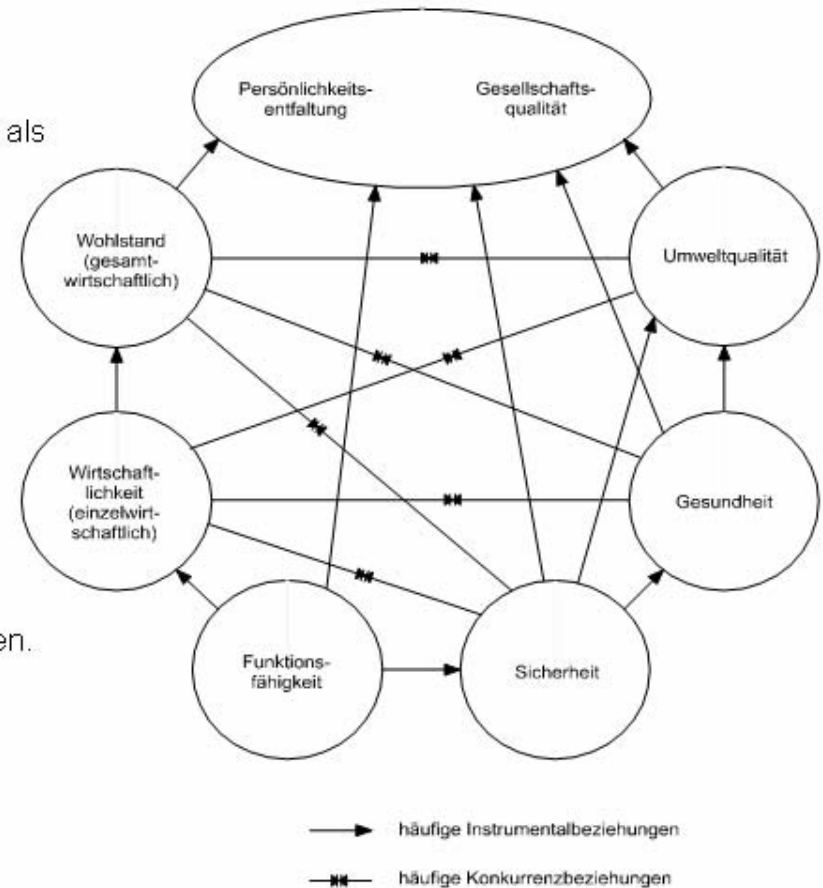 als
Persönlichkeits-
entfaltung
Gesellschafts-
qualität
Wohlstand
(gesamt-
wirtschaftlich)
Umweltqualität
Wirtschaft-
lichkeit
(einzelwirt-
schaftlich)
Gesundheit
en.
Funktions-
fähigkeit
Sicherheit
häufige Instrumentalbeziehungen
häufige Konkurrenzbeziehungen